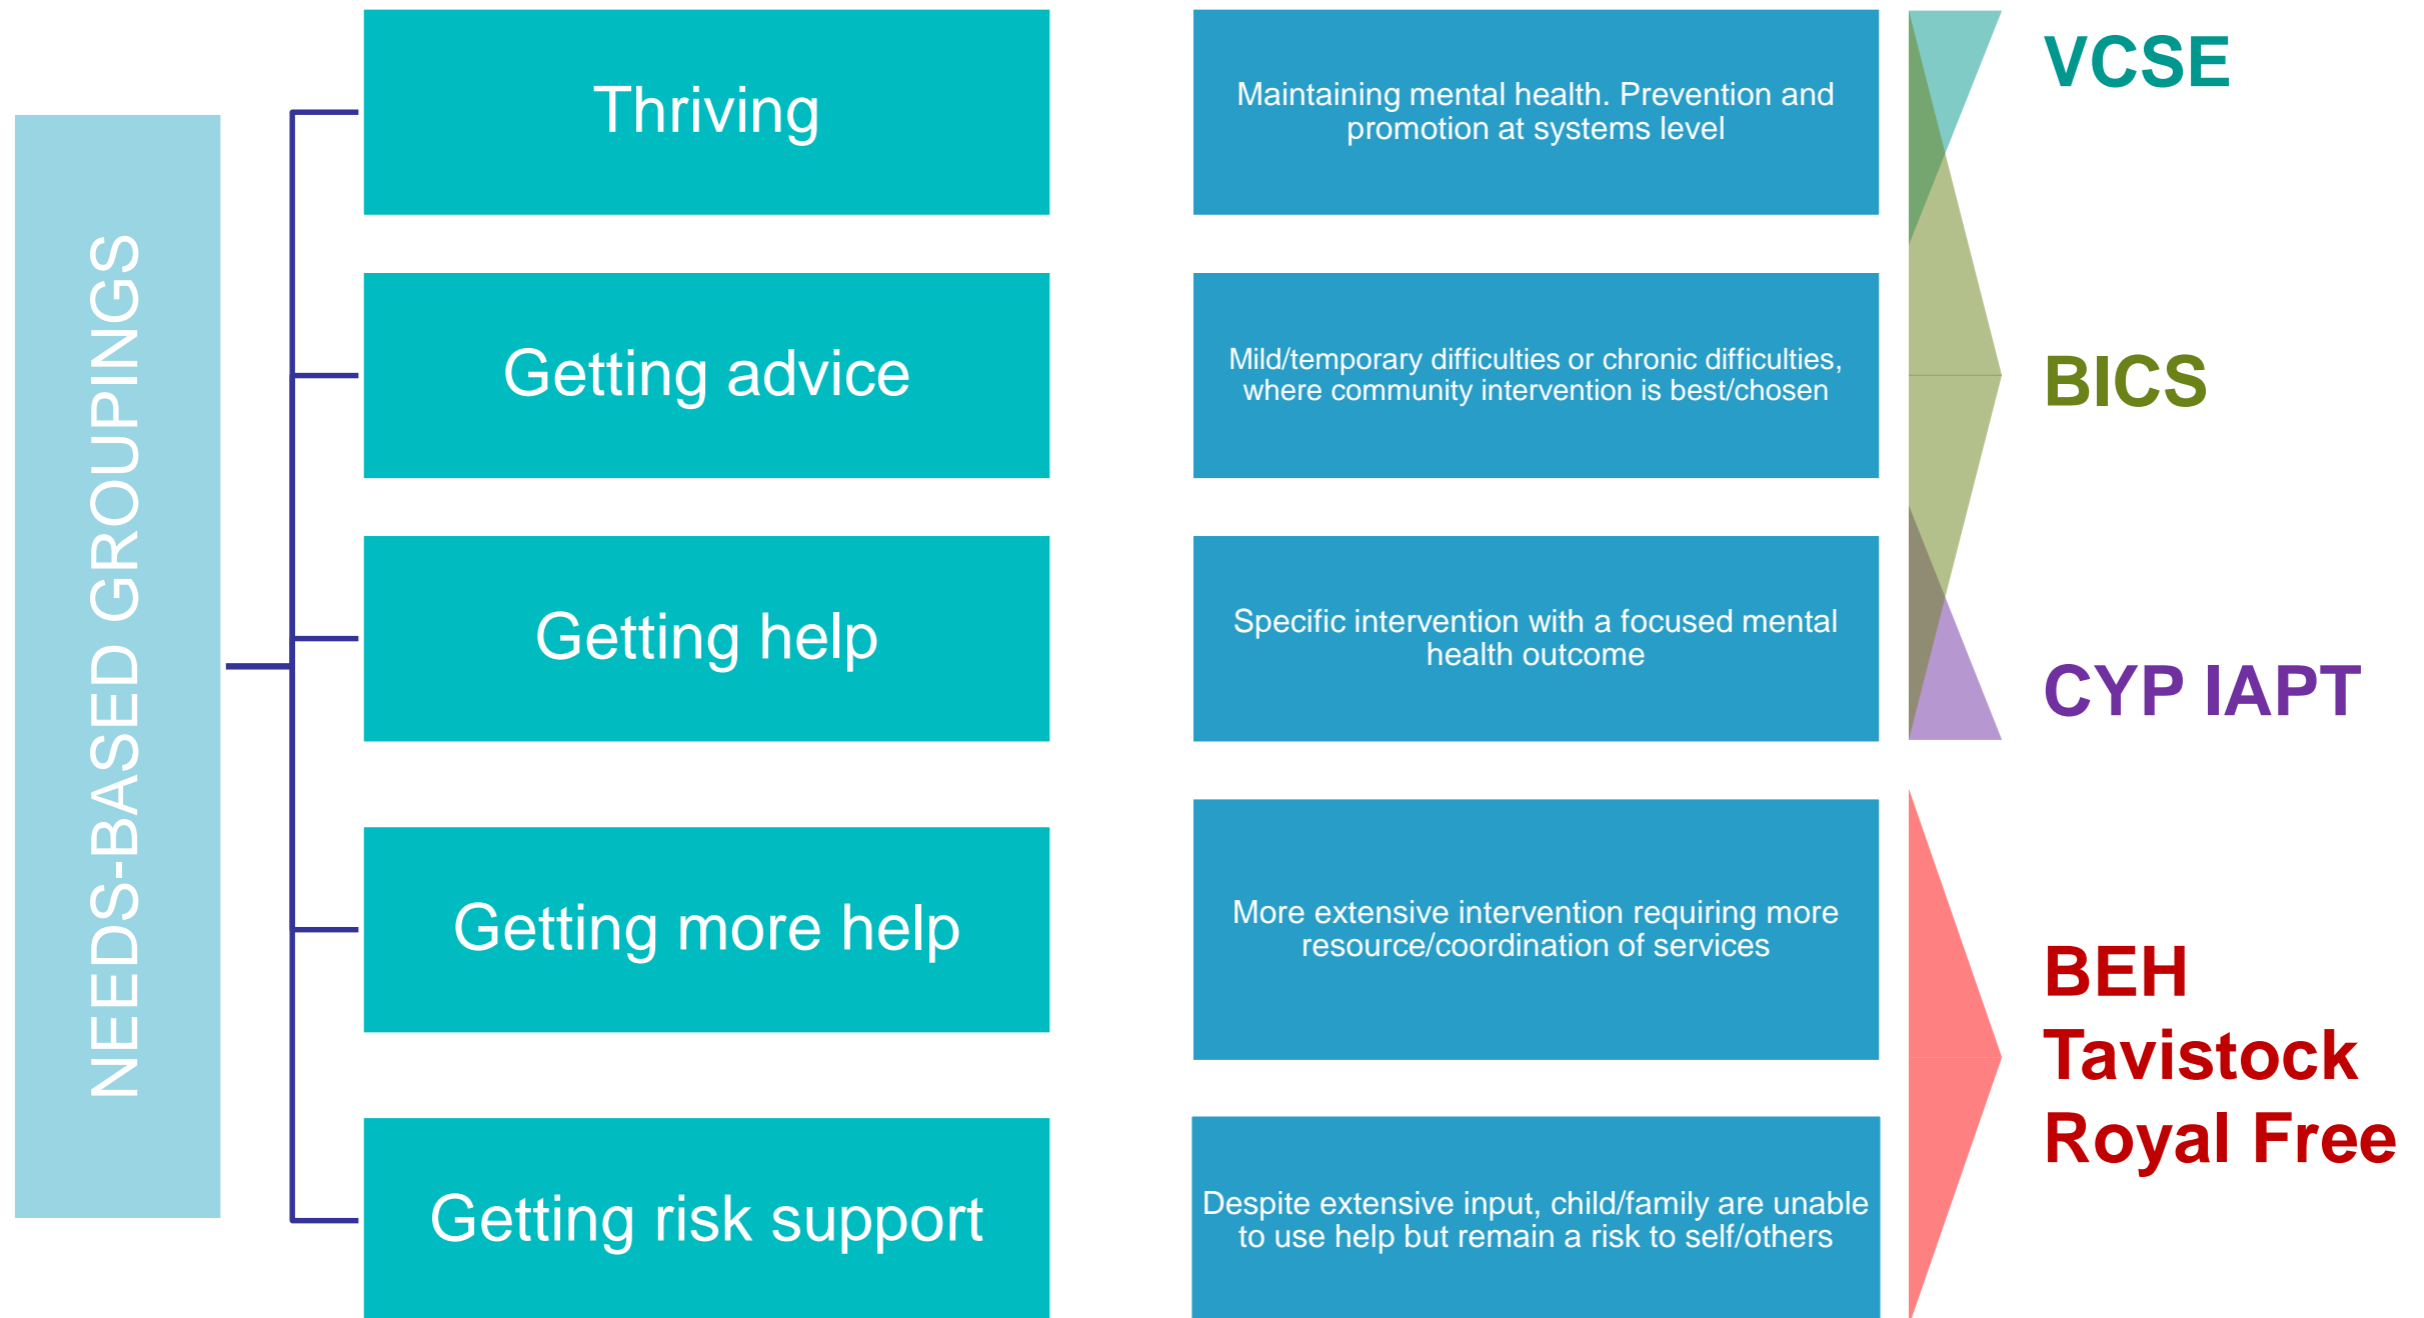 NEEDS-BASED GROUPINGS
Thriving
Maintaining mental health. Prevention and
promotion at systems level
VCSE
Getting advice
Mild/temporary difficulties or chronic difficulties,
where community intervention is best/chosen
BICS
Getting help
Specific intervention with a focused mental
health outcome
CYP IAPT
Getting more help
More extensive intervention requiring more
resource/coordination of services
BEH
Tavistock
Royal Free
Getting risk support
Despite extensive input, child/family are unable
to use help but remain a risk to self/others